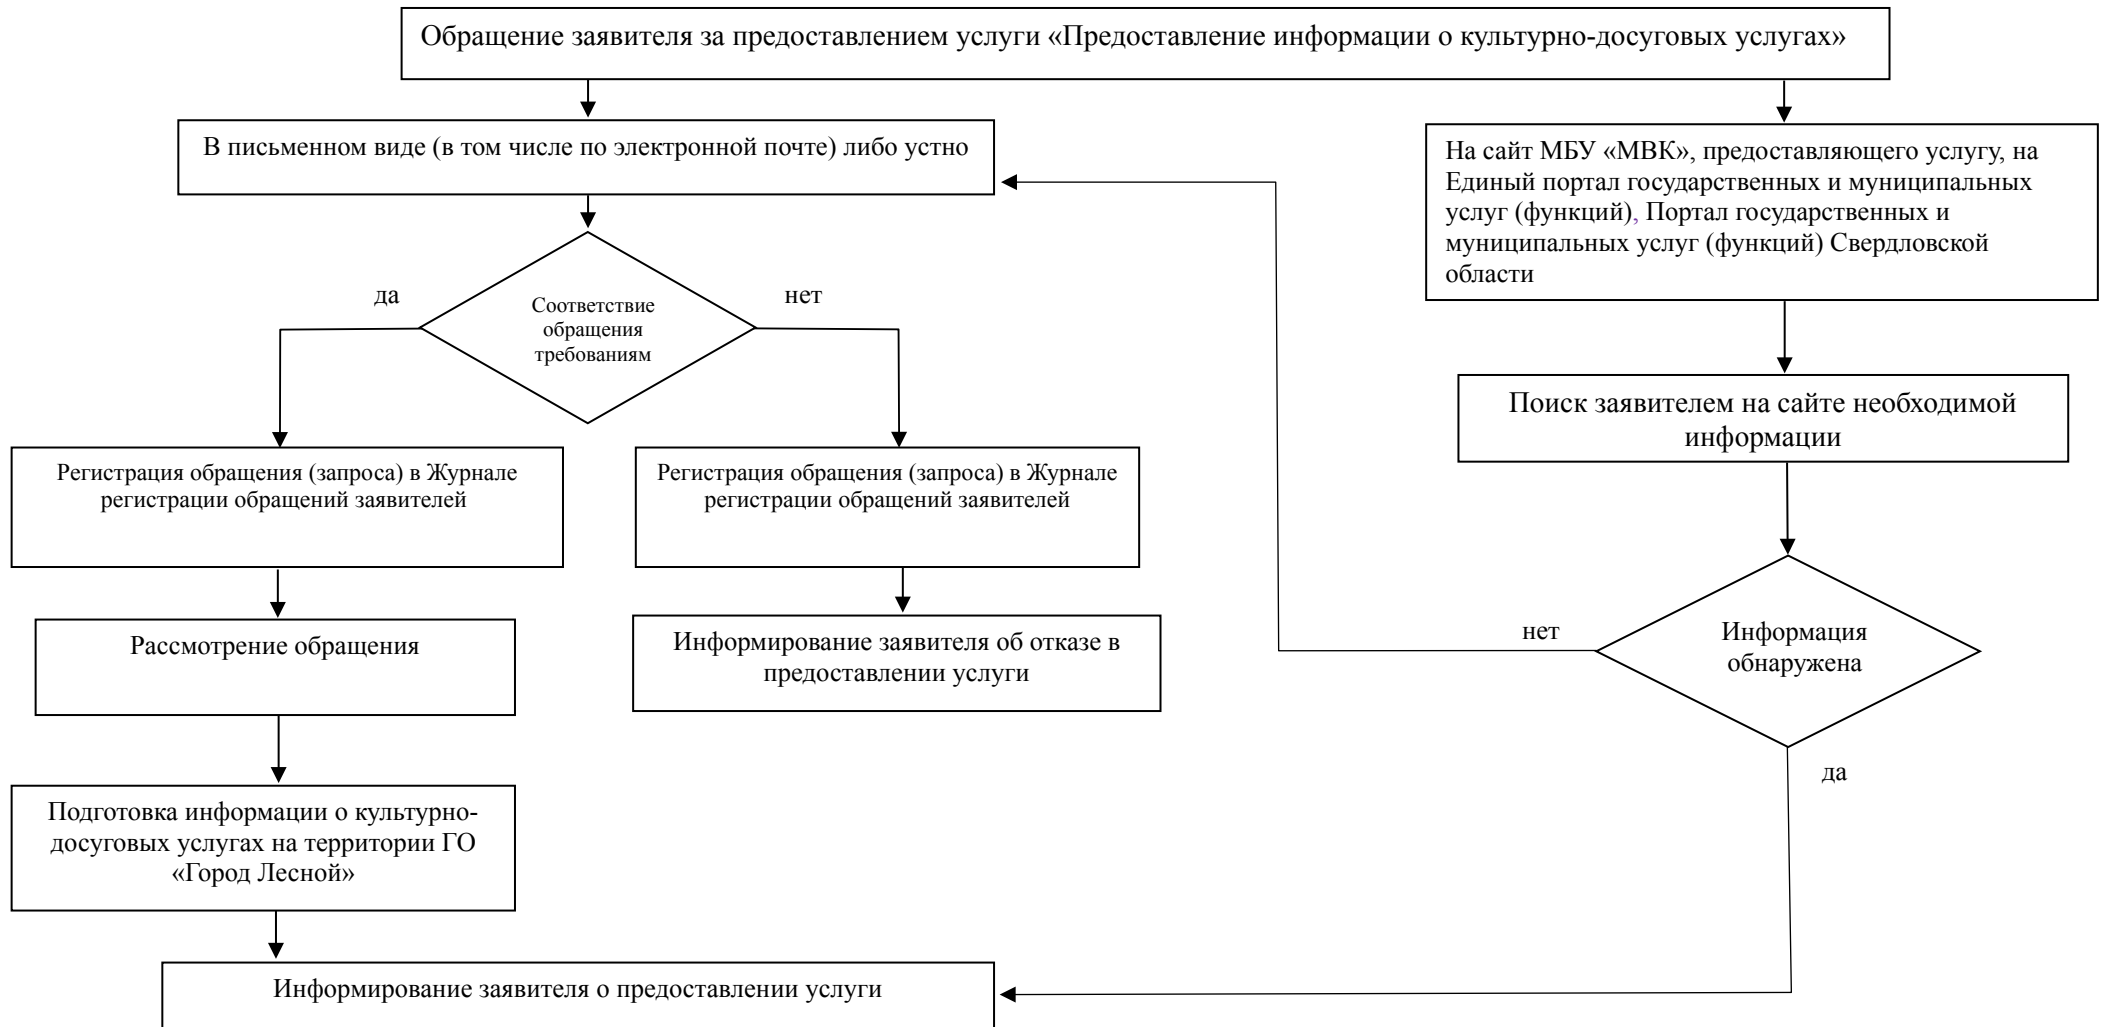 Обращение заявителя за предоставлением услуги «Предоставление информации о культурно-досуговых услугах»
В письменном виде (в том числе по электронной почте) либо устно
На сайт МБУ «МВК», предоставляющего услугу, на
Единый портал государственных и муниципальных
услуг (функций), Портал государственных и
муниципальных услуг (функций) Свердловской
области
да
нет
Соответствие
обращения
требованиям
Поиск заявителем на сайте необходимой
информации
Регистрация обращения (запроса) в Журнале
регистрации обращений заявителей
Регистрация обращения (запроса) в Журнале
регистрации обращений заявителей
Рассмотрение обращения
Информирование заявителя об отказе в
предоставлении услуги
нет
Информация
обнаружена
да
Подготовка информации о культурно-
досуговых услугах на территории ГО
«Город Лесной»
Информирование заявителя о предоставлении услуги